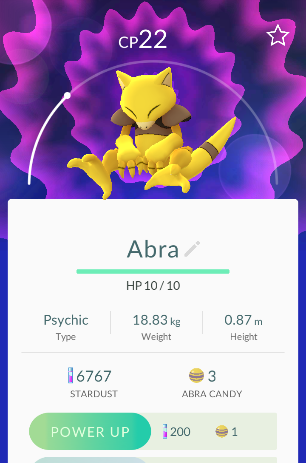 CP22
Abra
HP 10 / 10
Psychic 18.83 kg 0.87 m
Type Weight Height
6767 3
STARDUST ABRA CANDY
POWER UP 200 1